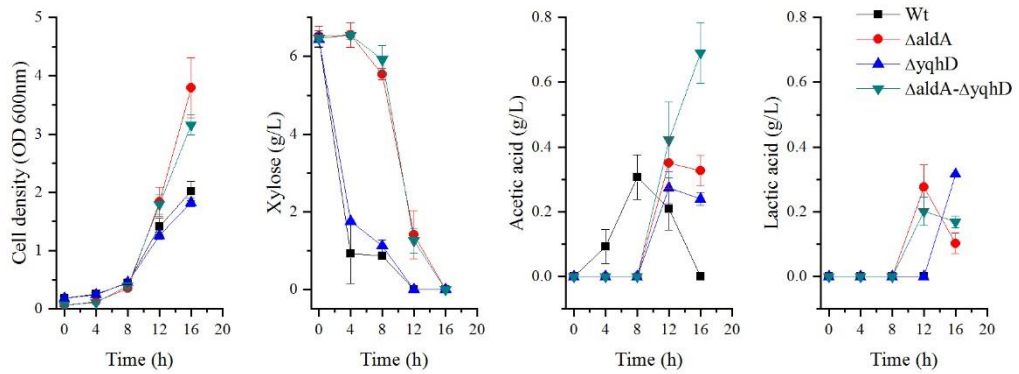 Cell density (OD 600nm)
5
4
3
2
1
0
0 4 8 12 16 20
Time (h)
Xylose (g/L)
6
4
2
0
0 4 8 12 16 20
Time (h)
Acetic acid (g/L)
0.8
0.6
0.4
0.2
0.0
0 4 8 12 16 20
Time (h)
Lactic acid (g/L)
0.8
0.6
0.4
0.2
0.0
0 4 8 12 16 20
Time (h)
Wt
ΔaldA
ΔyqhD
ΔaldA-ΔyqhD